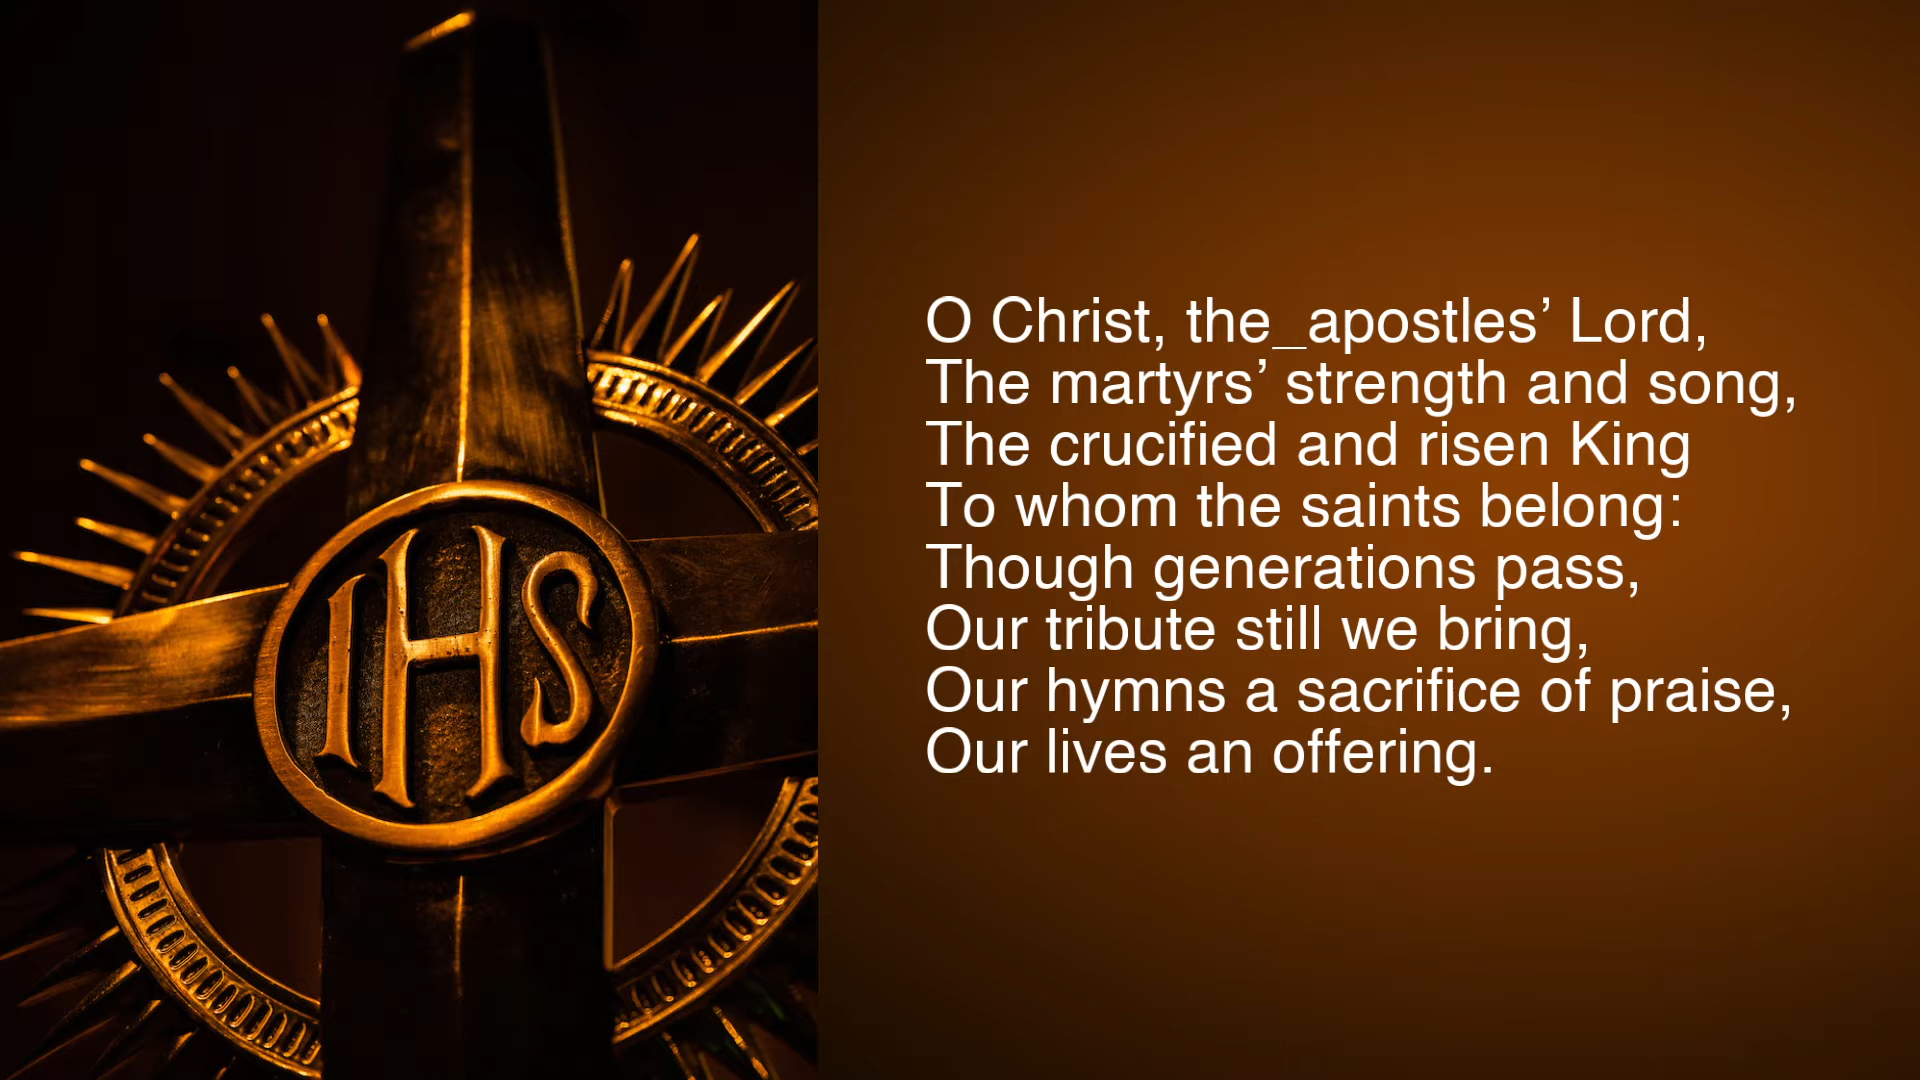 IHS
O Christ, the_apostles’ Lord,
The martyrs’ strength and song,
The crucified and risen King
To whom the saints belong:
Though generations pass,
Our tribute still we bring,
Our hymns a sacrifice of praise,
Our lives an offering.